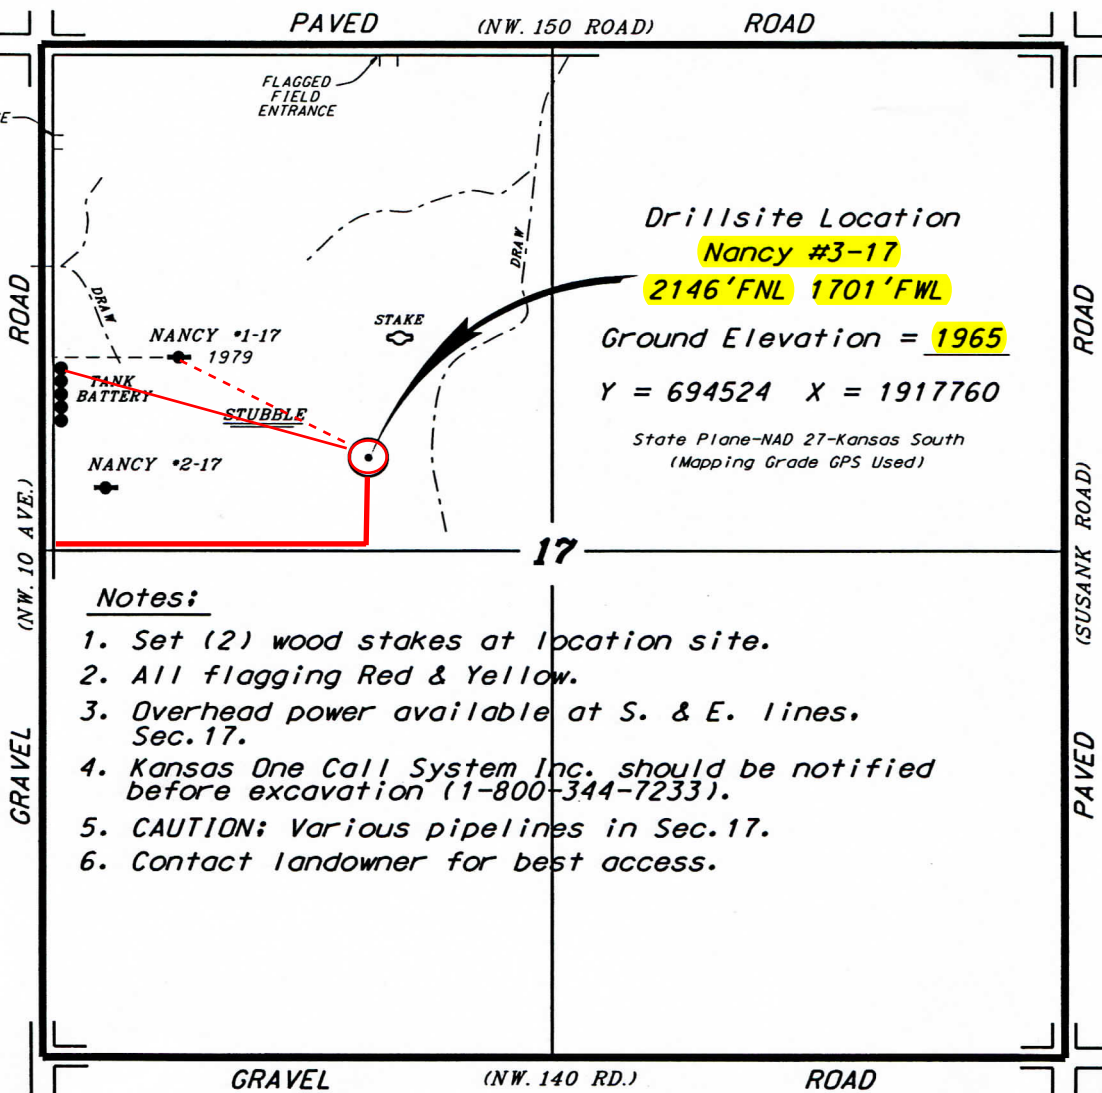 PAVED (NW. 150 ROAD) ROAD
FLAGGED
FIELD
ENTRANCE
DRAW
DRAW
ROAD
(NW. 10 AVE.)
GRAVEL
NANCY #1-17
1979
TANK
BATTERY
STUBBLE
STAKE
NANCY #2-17
Drillsite Location
Nancy #3-17
2146'FNL 1701'FWL
Ground Elevation = 1965
Y = 694524 X = 1917760
State Plane-NAD 27-Kansas South
(Mapping Grade GPS Used)
ROAD
(SUSANK ROAD)
PAVED
17
Notes:
1. Set (2) wood stakes at location site.
2. All flagging Red & Yellow.
3. Overhead power available at S. & E. lines,
Sec. 17.
4. Kansas One Call System Inc. should be notified
before excavation (1-800-344-7233).
5. CAUTION: Various pipelines in Sec. 17.
6. Contact landowner for best access.
GRAVEL (NW. 140 RD.) ROAD